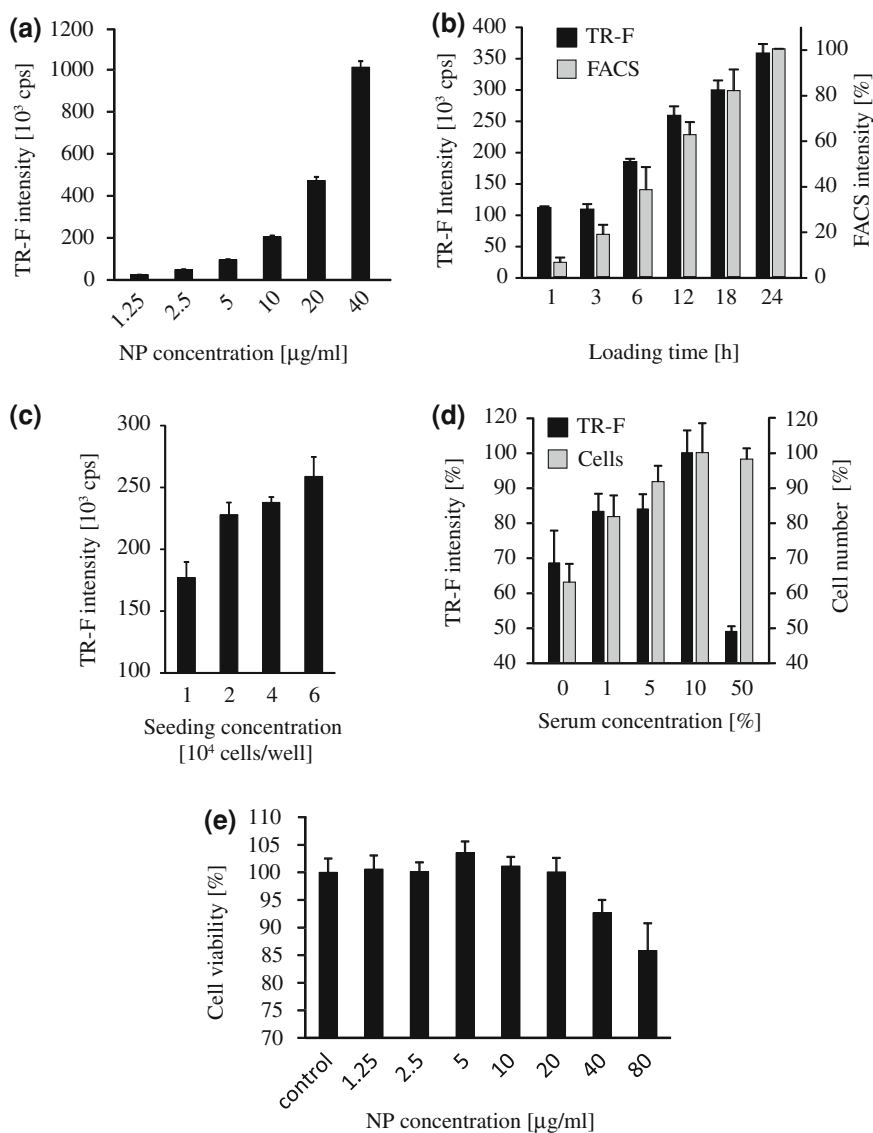 (a)
TR-F intensity [10³ cps]
1200
1000
800
600
400
200
0
1.25 2.5 5 10 20 40
NP concentration [µg/ml]
(b)
TR-F
FACS
TR-F Intensity [10³ cps]
400
350
300
250
200
150
100
50
0
100
80
60
40
20
0
FACS intensity [%]
1 3 6 12 18 24
Loading time [h]
(c)
TR-F intensity [10³ cps]
300
250
200
150
100
1 2 4 6
Seeding concentration
[10⁴ cells/well]
(d)
TR-F
Cells
TR-F intensity [%]
120
110
100
90
80
70
60
50
40
120
110
100
90
80
70
60
50
40
Cell number [%]
0 1 5 10 50
Serum concentration [%]
(e)
Cell viability [%]
110
105
100
95
90
85
80
75
70
control 1.25 2.5 5 10 20 40 80
NP concentration [µg/ml]